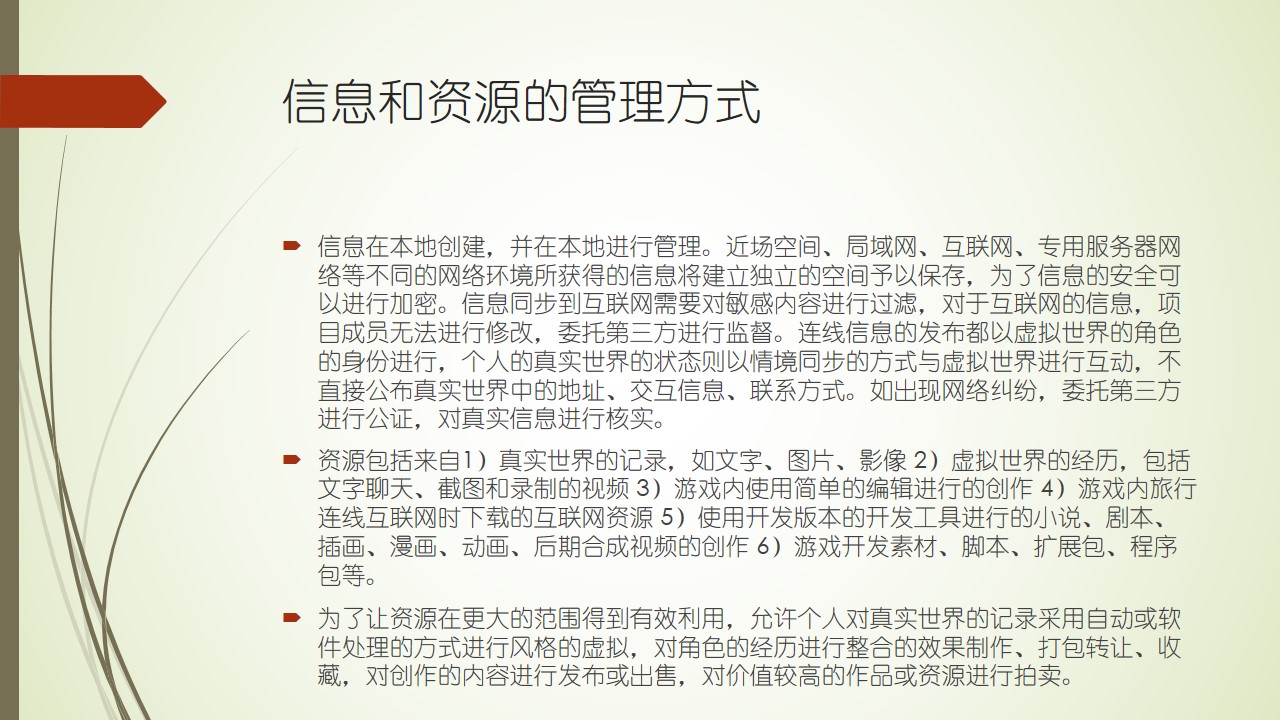 信息和资源的管理方式
信息在本地创建，并在本地进行管理。近场空间、局域网、互联网、专用服务器网
络等不同的网络环境所获得的信息将建立独立的空间予以保存，为了信息的安全可
以进行加密。信息同步到互联网需要对敏感内容进行过滤，对于互联网的信息，项
目成员无法进行修改，委托第三方进行监督。连线信息的发布都以虚拟世界的角色
的身份进行，个人的真实世界的状态则以情境同步的方式与虚拟世界进行互动，不
直接公布真实世界中的地址、交互信息、联系方式。如出现网络纠纷，委托第三方
进行公证，对真实信息进行核实。
资源包括来自1）真实世界的记录，如文字、图片、影像 2）虚拟世界的经历，包括
文字聊天、截图和录制的视频 3）游戏内使用简单的编辑进行的创作 4）游戏内旅行
连线互联网时下载的互联网资源 5）使用开发版本的开发工具进行的小说、剧本、
插画、漫画、动画、后期合成视频的创作 6）游戏开发素材、脚本、扩展包、程序
包等。
为了让资源在更大的范围得到有效利用，允许个人对真实世界的记录采用自动或软
件处理的方式进行风格的虚拟，对角色的经历进行整合的效果制作、打包转让、收
藏，对创作的内容进行发布或出售，对价值较高的作品或资源进行拍卖。